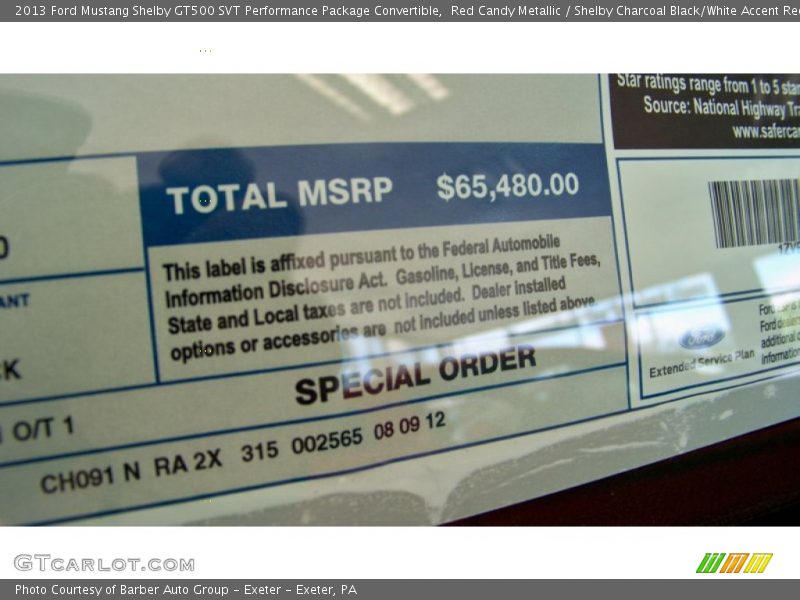 2013 Ford Mustang Shelby GT500 SVT Performance Package Convertible,  Red Candy Metallic / Shelby Charcoal Black/White Accent
Star ratings range from 1 to 5
Source: National Highway
www.safercar
TOTAL MSRP $65,480.00
This label is affixed pursuant to the Federal Automobile
Information Disclosure Act. Gasoline, License, and Title Fees,
State and Local taxes are not included. Dealer installed
options or accessories are not included unless listed above.
SPECIAL ORDER
O/T 1
CH091 N RA 2X 315 002565 08 09 12
Ford
Extended Service Plan
GTCARLOT.COM
Photo Courtesy of Barber Auto Group - Exeter - Exeter, PA